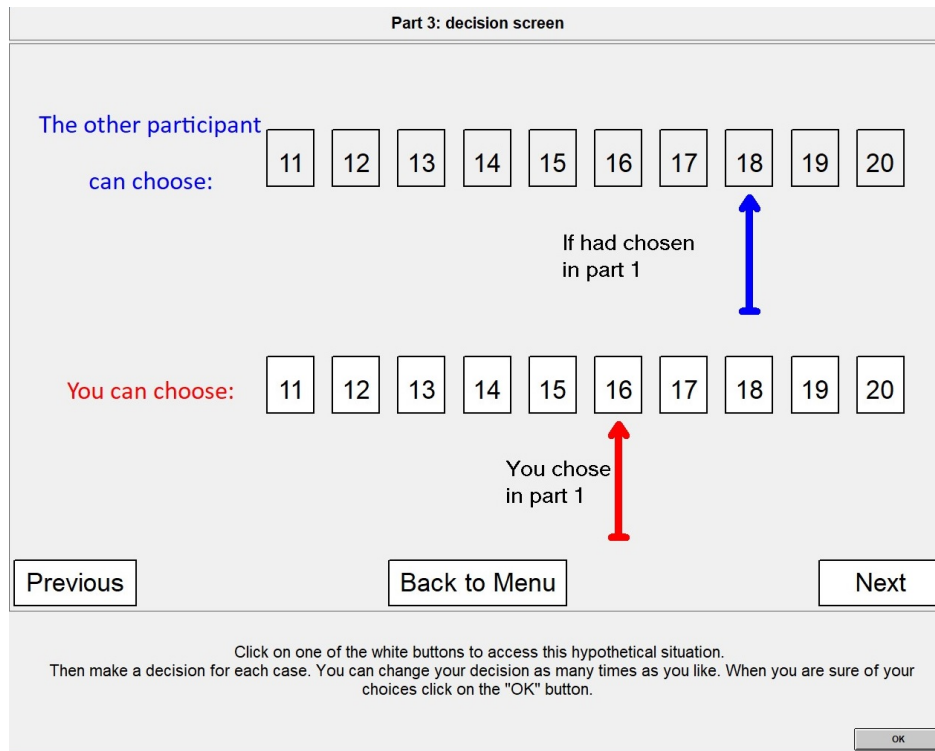 Part 3: decision screen
The other participant
can choose:
11 12 13 14 15 16 17 18 19 20
If had chosen
in part 1
You can choose:
11 12 13 14 15 16 17 18 19 20
You chose
in part 1
Previous
Back to Menu
Next
Click on one of the white buttons to access this hypothetical situation.
Then make a decision for each case. You can change your decision as many times as you like. When you are sure of your
choices click on the "OK" button.
OK